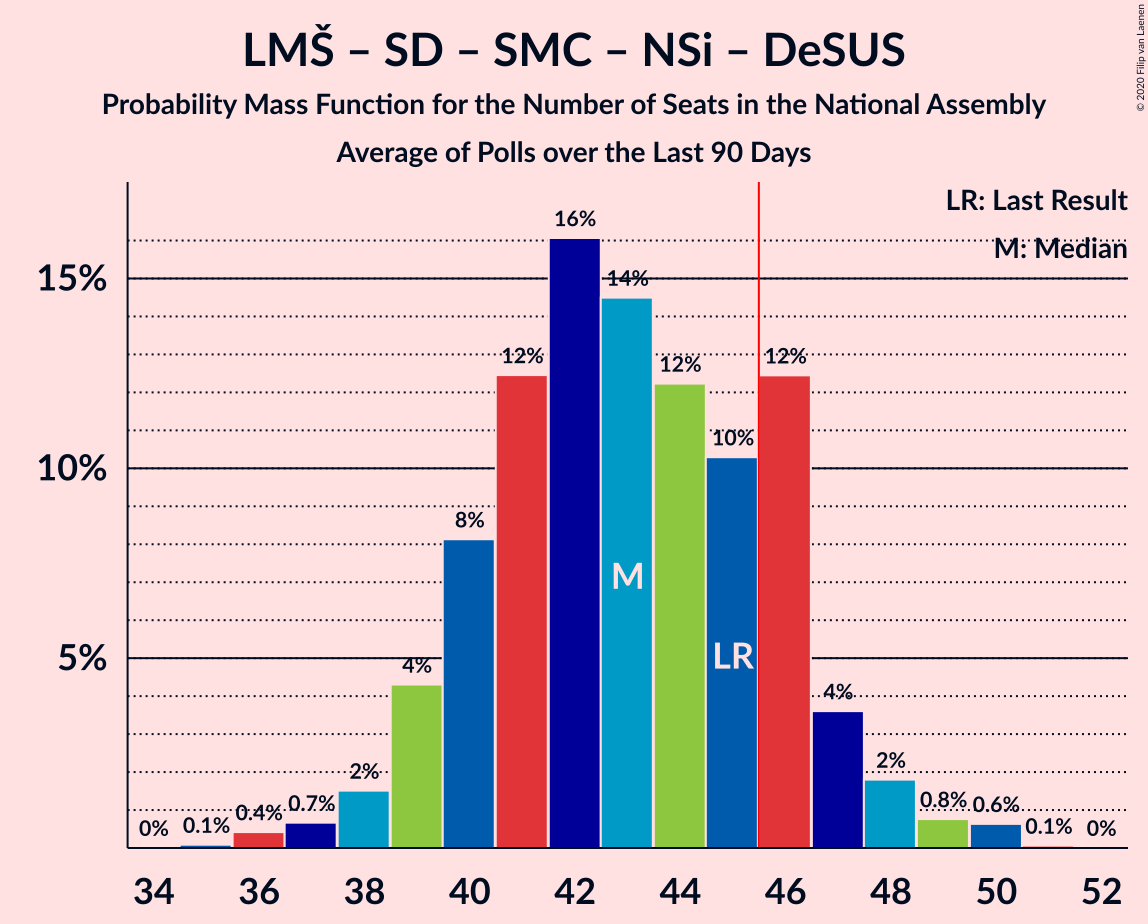 LMŠ – SD – SMC – NSi – DeSUS
Probability Mass Function for the Number of Seats in the National Assembly
Average of Polls over the Last 90 Days
© 2020 Filip van Laenen
LR: Last Result
M: Median
15%
10%
5%
0%
0.1%
0.4%
0.7%
2%
4%
8%
12%
16%
14%
12%
10%
12%
4%
2%
0.8%
0.6%
0.1%
0%
M
LR
34 36 38 40 42 44 46 48 50 52